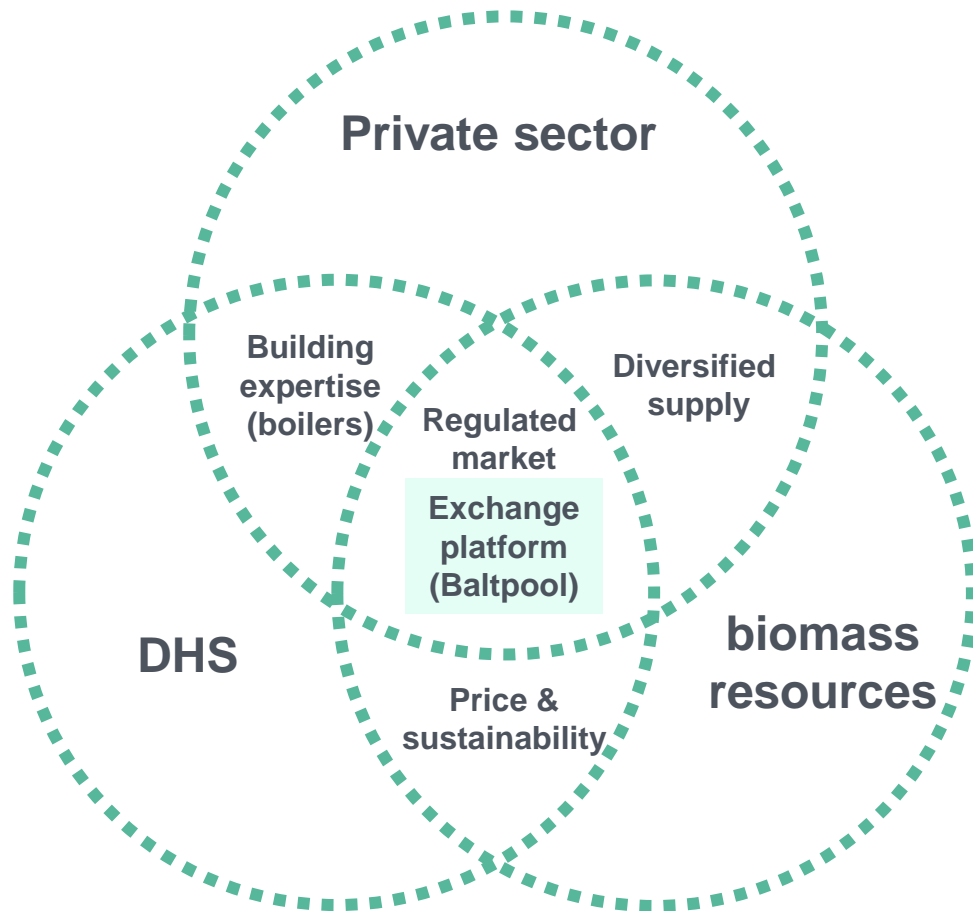 Private sector
Building
expertise
(boilers)
Diversified
supply
Regulated
market
Exchange
platform
(Baltpool)
DHS
biomass
resources
Price &
sustainability